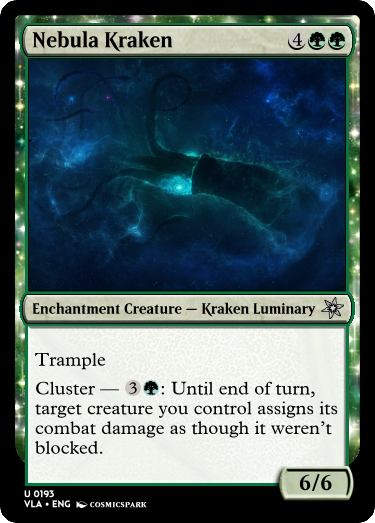 Nebula Kraken 4
Enchantment Creature — Kraken Luminary
Trample
Cluster — 3 : Until end of turn,
target creature you control assigns its
combat damage as though it weren't
blocked.
6/6
U 0193
VLA • ENG COSMICSPARK